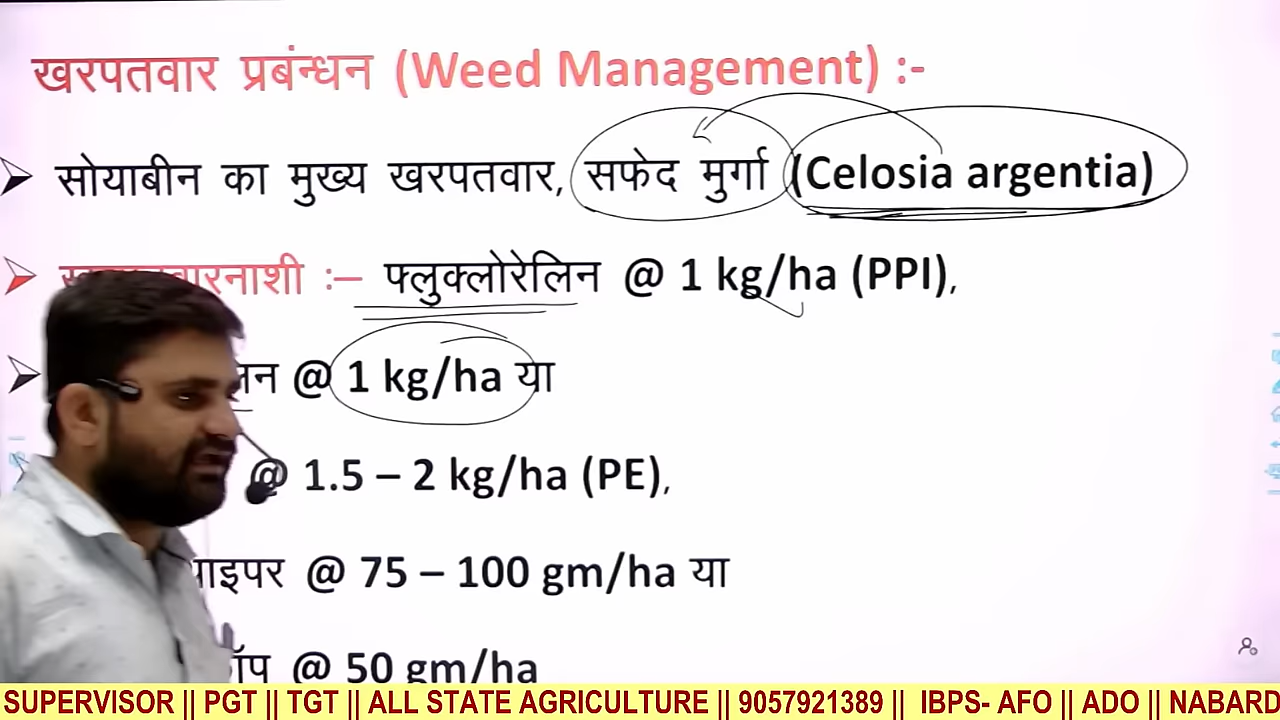 खरपतवार प्रबंन्धन (Weed Management) :-
सोयाबीन का मुख्य खरपतवार, सफेद मुर्गा (Celosia argentia)
:– फ्लुक्लोरेलिन @ 1 kg/ha (PPI),
@ 1 kg/ha या
@ 1.5 – 2 kg/ha (PE),
@ 75 – 100 gm/ha या
@ 50 gm/ha
SUPERVISOR || PGT || TGT || ALL STATE AGRICULTURE || 9057921389 || IBPS- AFO || ADO || NABARD